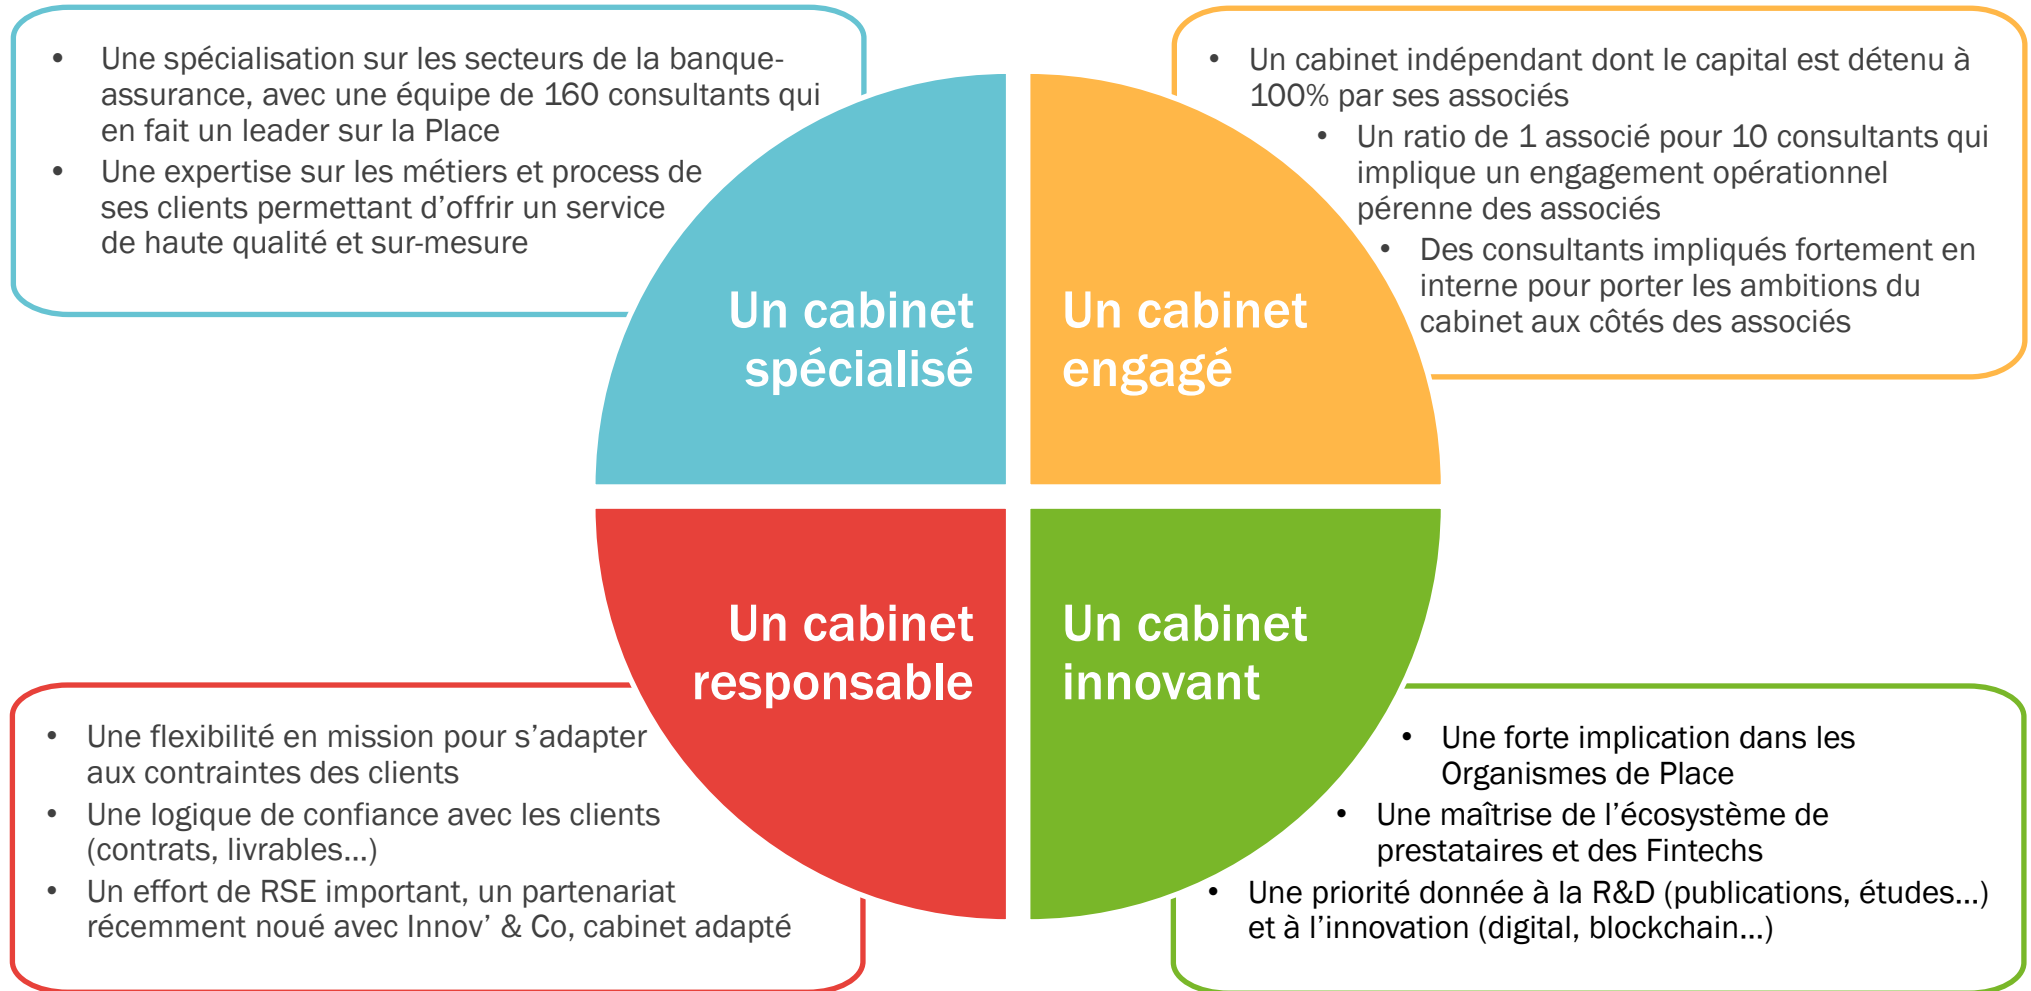 • Une spécialisation sur les secteurs de la banque-
assurance, avec une équipe de 160 consultants qui
en fait un leader sur la Place
• Une expertise sur les métiers et process de
ses clients permettant d’offrir un service
de haute qualité et sur-mesure
Un cabinet
spécialisé
• Un cabinet indépendant dont le capital est détenu à
100% par ses associés
• Un ratio de 1 associé pour 10 consultants qui
implique un engagement opérationnel
pérenne des associés
• Des consultants impliqués fortement en
interne pour porter les ambitions du
cabinet aux côtés des associés
Un cabinet
engagé
Un cabinet
responsable
• Une flexibilité en mission pour s’adapter
aux contraintes des clients
• Une logique de confiance avec les clients
(contrats, livrables…)
• Un effort de RSE important, un partenariat
récemment noué avec Innov’ & Co, cabinet adapté
Un cabinet
innovant
• Une forte implication dans les
Organismes de Place
• Une maîtrise de l’écosystème de
prestataires et des Fintechs
• Une priorité donnée à la R&D (publications, études…)
et à l’innovation (digital, blockchain…)